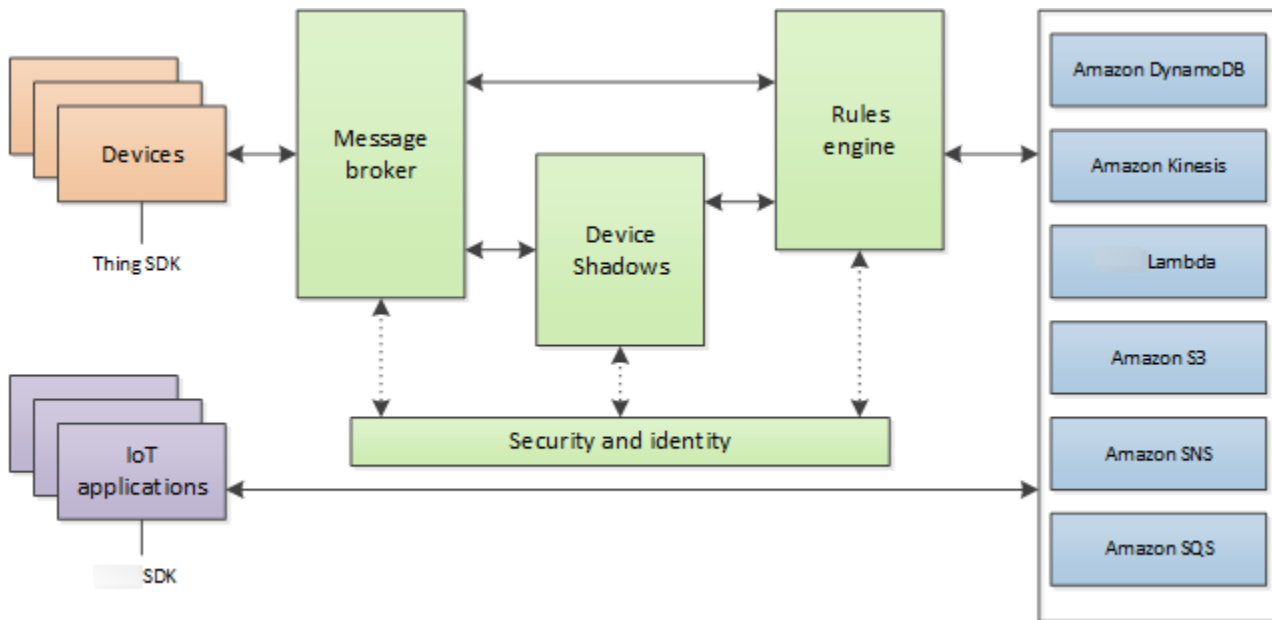 Devices
Thing SDK
Message
broker
Device
Shadows
Rules
engine
Security and identity
IoT
applications
SDK
Amazon DynamoDB
Amazon Kinesis
Lambda
Amazon S3
Amazon SNS
Amazon SQS